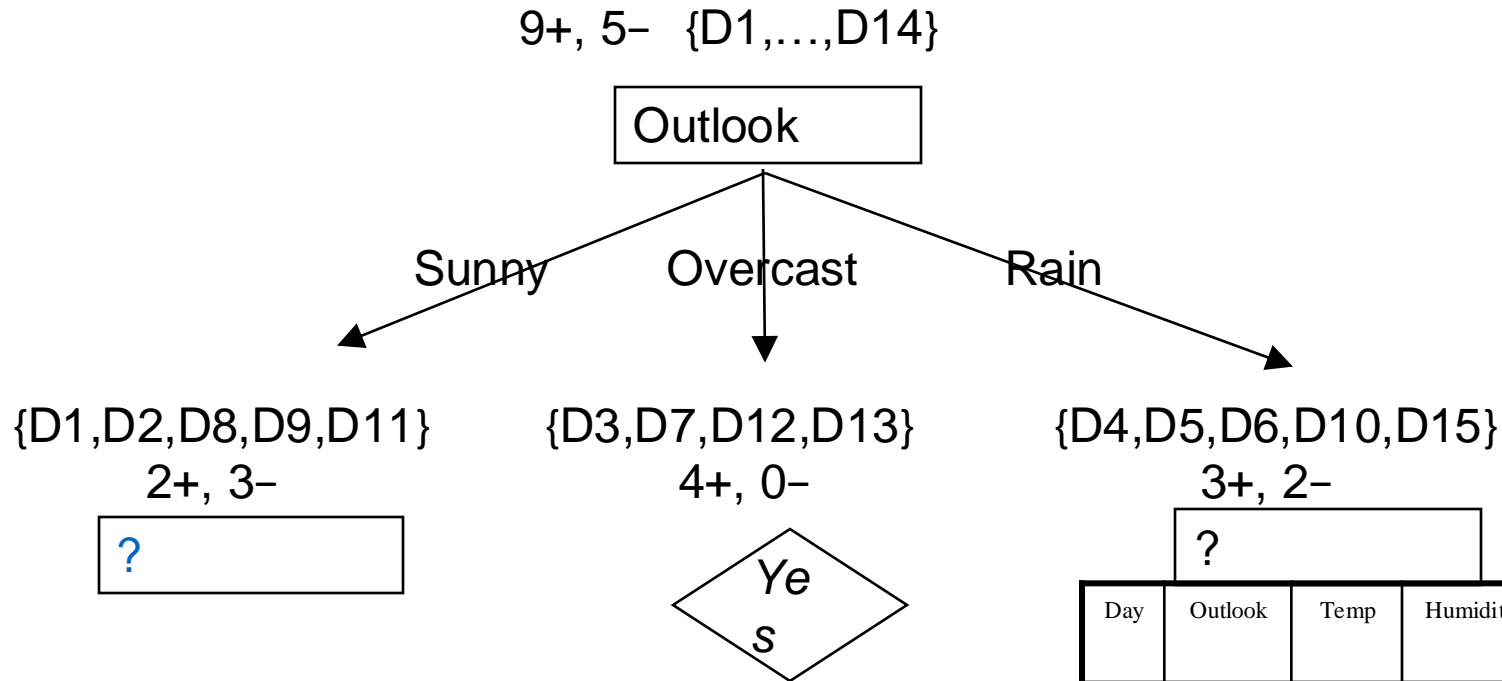 9+, 5− {D1,…,D14}
Outlook
Sunny Overcast Rain
{D1,D2,D8,D9,D11} {D3,D7,D12,D13} {D4,D5,D6,D10,D15}
2+, 3− 4+, 0− 3+, 2−
? ?
Ye
s
Day Outlook Temp Humidit